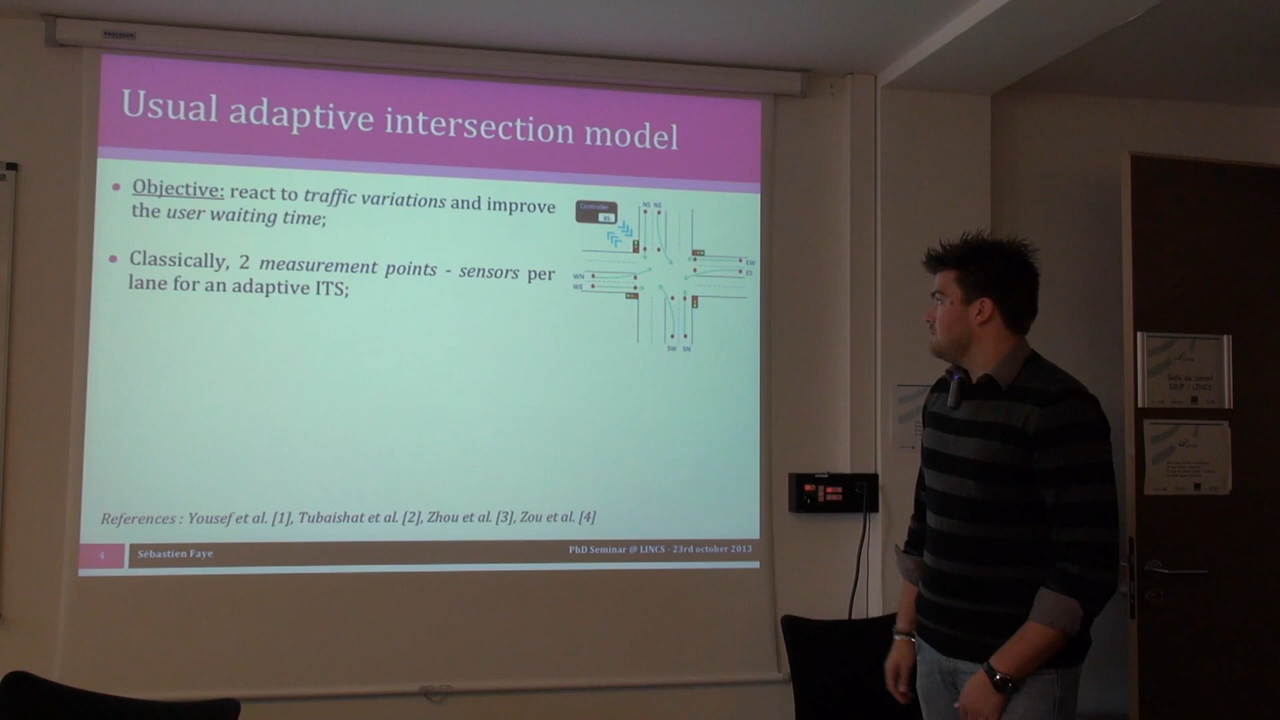 PROCOLOR
Usual adaptive intersection model
• Objective: react to traffic variations and improve
the user waiting time;
• Classically, 2 measurement points - sensors per
lane for an adaptive ITS;
Controller
NS NE
EW
ES
WN
WE
SW SN
References : Yousef et al. [1], Tubaishat et al. [2], Zhou et al. [3], Zou et al. [4]
4
Sébastien Faye
PhD Seminar @ LINCS - 23rd october 2013